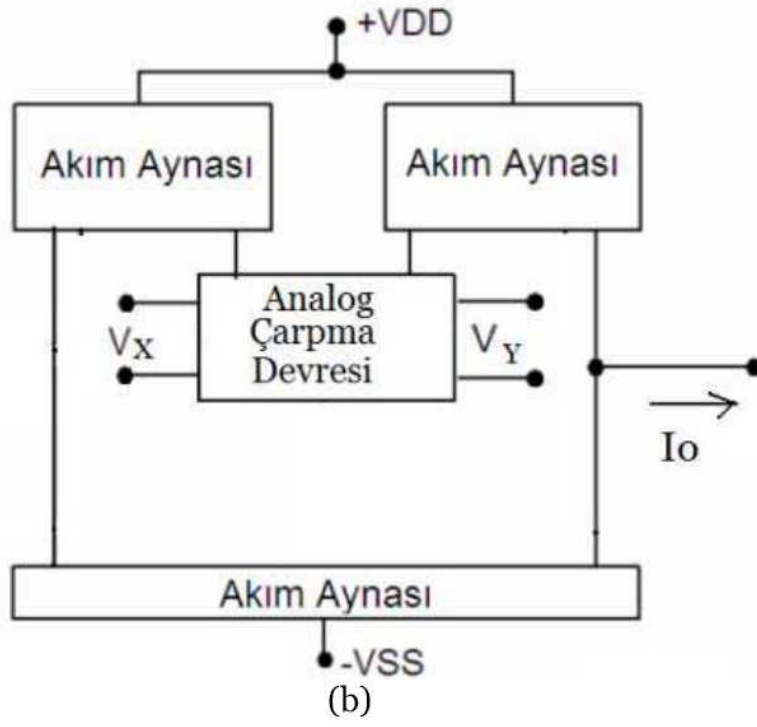 +VDD
Akım Aynası
Akım Aynası
Analog
Çarpma
Devresi
VX
VY
Io
Akım Aynası
-VSS
(b)